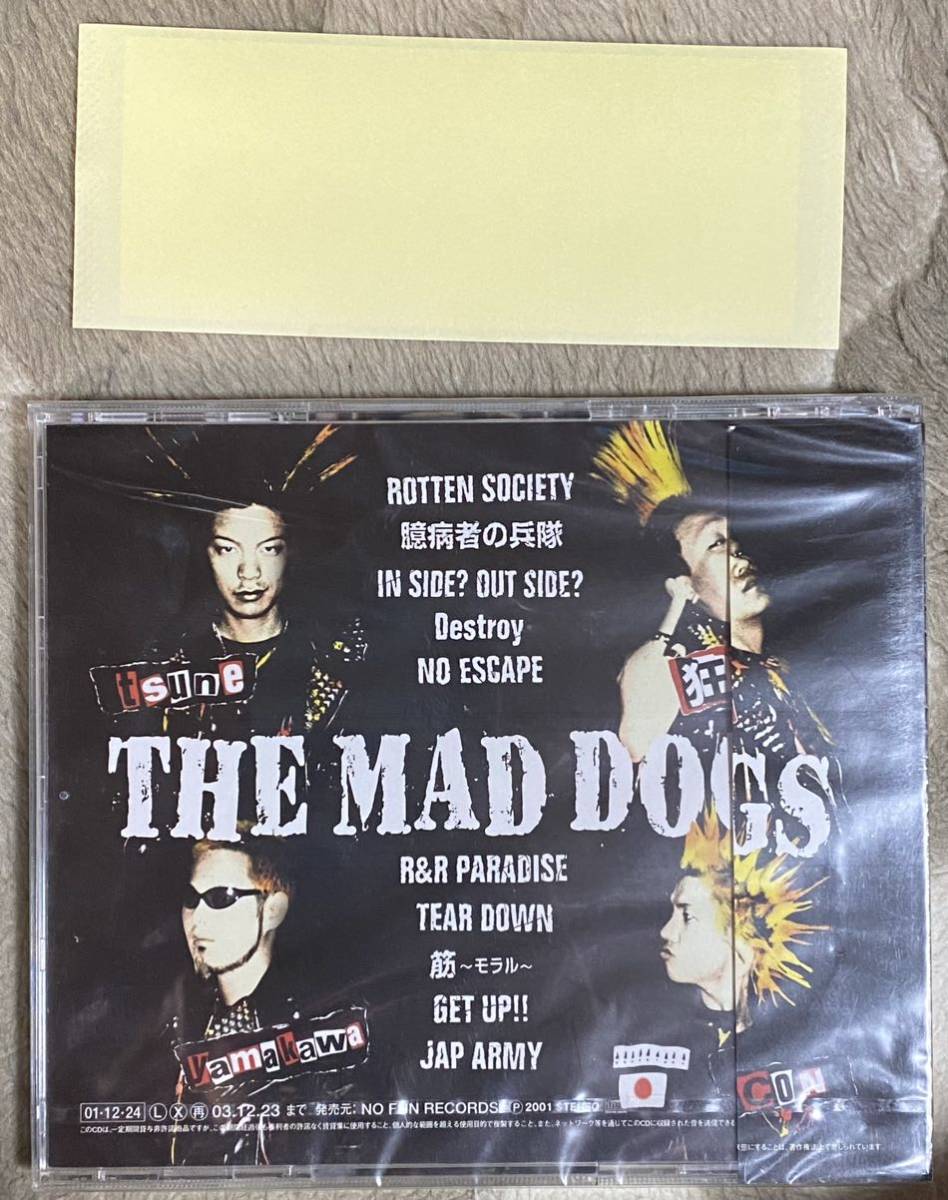 ROTTEN SOCIETY
臆病者の兵隊
IN SIDE? OUT SIDE?
Destroy
NO ESCAPE
tsune
狂
THE MAD DOGS
R&R PARADISE
TEAR DOWN
筋~モラル~
GET UP!!
JAP ARMY
yamakawa
01·12·24 L X 再 03.12.23 まで 発売元: NO FUN RECORDS Ⓟ 2001 STEREO